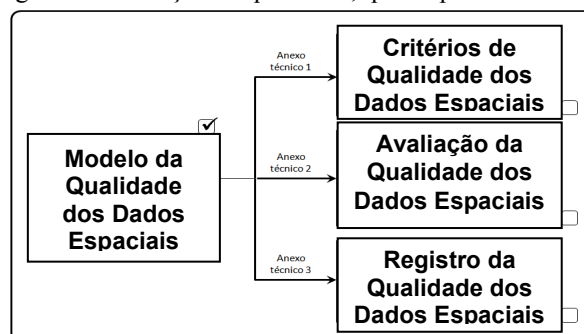 Anexo
técnico 1
Critérios de
Qualidade dos
Dados Espaciais
Modelo da
Qualidade
dos Dados
Espaciais
Anexo
técnico 2
Avaliação da
Qualidade dos
Dados Espaciais
Anexo
técnico 3
Registro da
Qualidade dos
Dados Espaciais